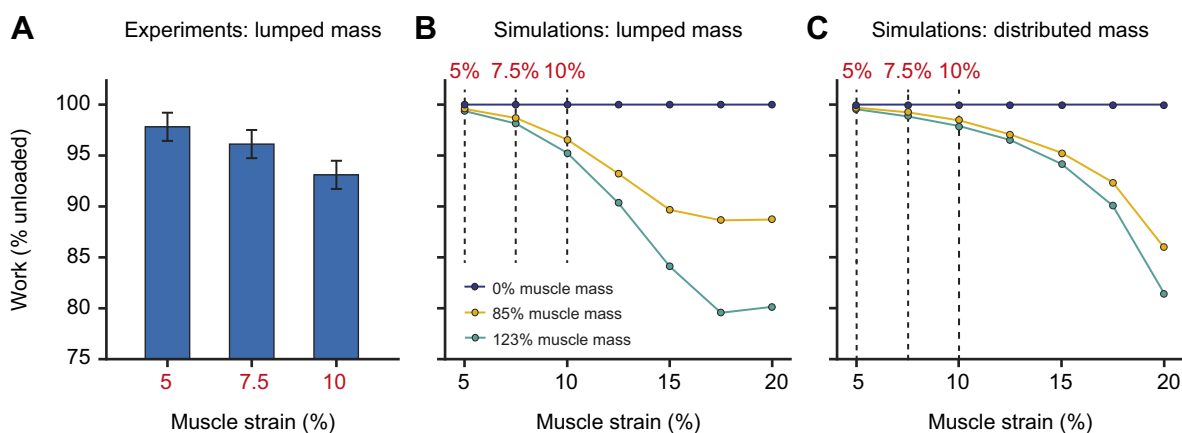 A
Experiments: lumped mass
Work (% unloaded)
100
95
90
85
80
75
5
7.5
10
Muscle strain (%)
B
Simulations: lumped mass
5% 7.5% 10%
0% muscle mass
85% muscle mass
123% muscle mass
5
10
15
20
Muscle strain (%)
C
Simulations: distributed mass
5% 7.5% 10%
5
10
15
20
Muscle strain (%)